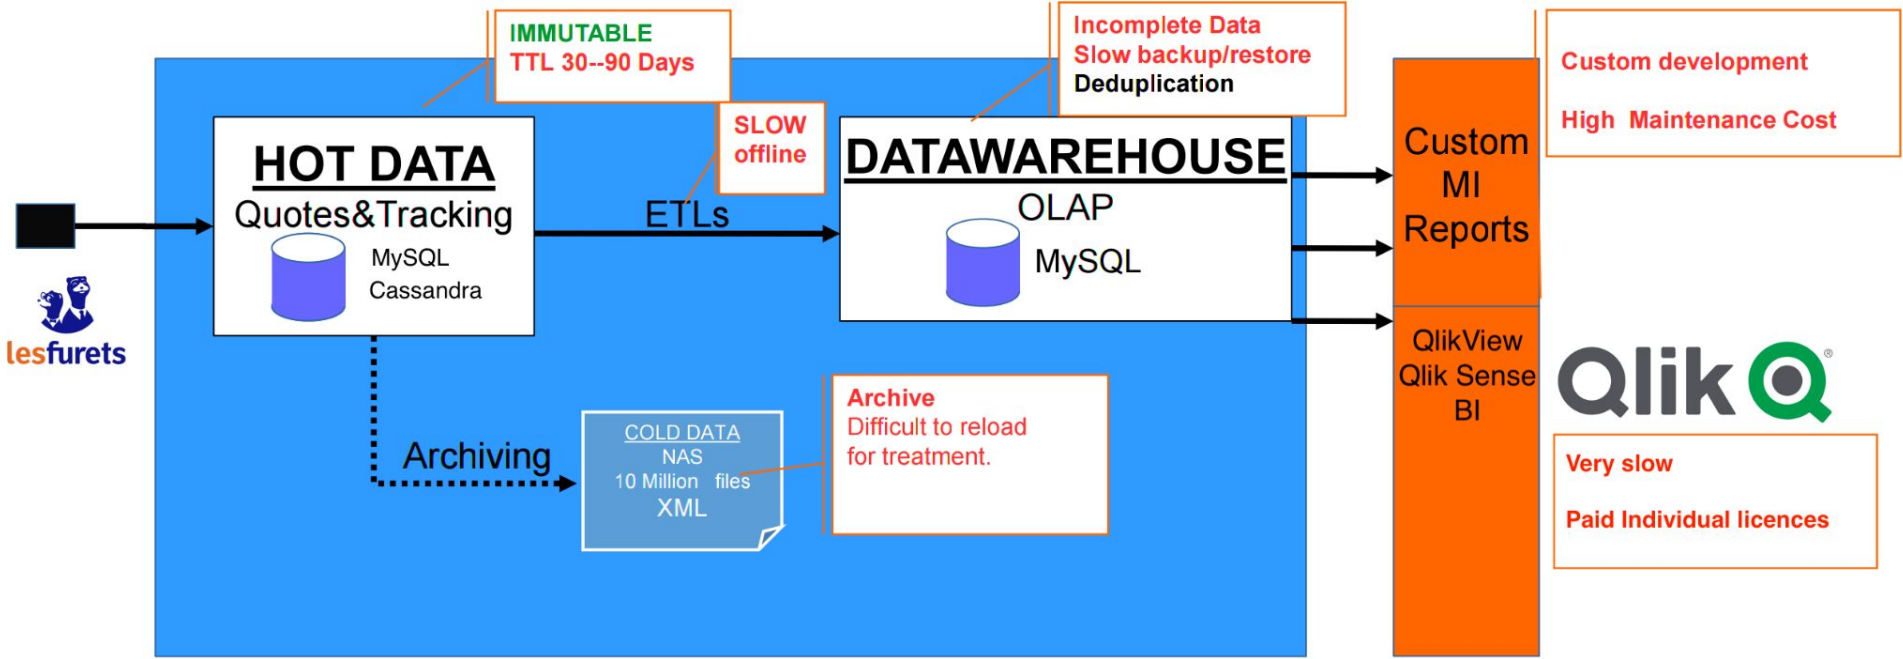 IMMUTABLE
TTL 30--90 Days
Incomplete Data
Slow backup/restore
Deduplication
Custom development
High Maintenance Cost
SLOW
offline
HOT DATA
Quotes&Tracking
MySQL
Cassandra
ETLs
DATAWAREHOUSE
OLAP
MySQL
Custom
MI
Reports
lesfurets
QlikView
Qlik Sense
BI
Qlik
®
Archiving
COLD DATA
NAS
10 Million files
XML
Archive
Difficult to reload
for treatment.
Very slow
Paid Individual licences